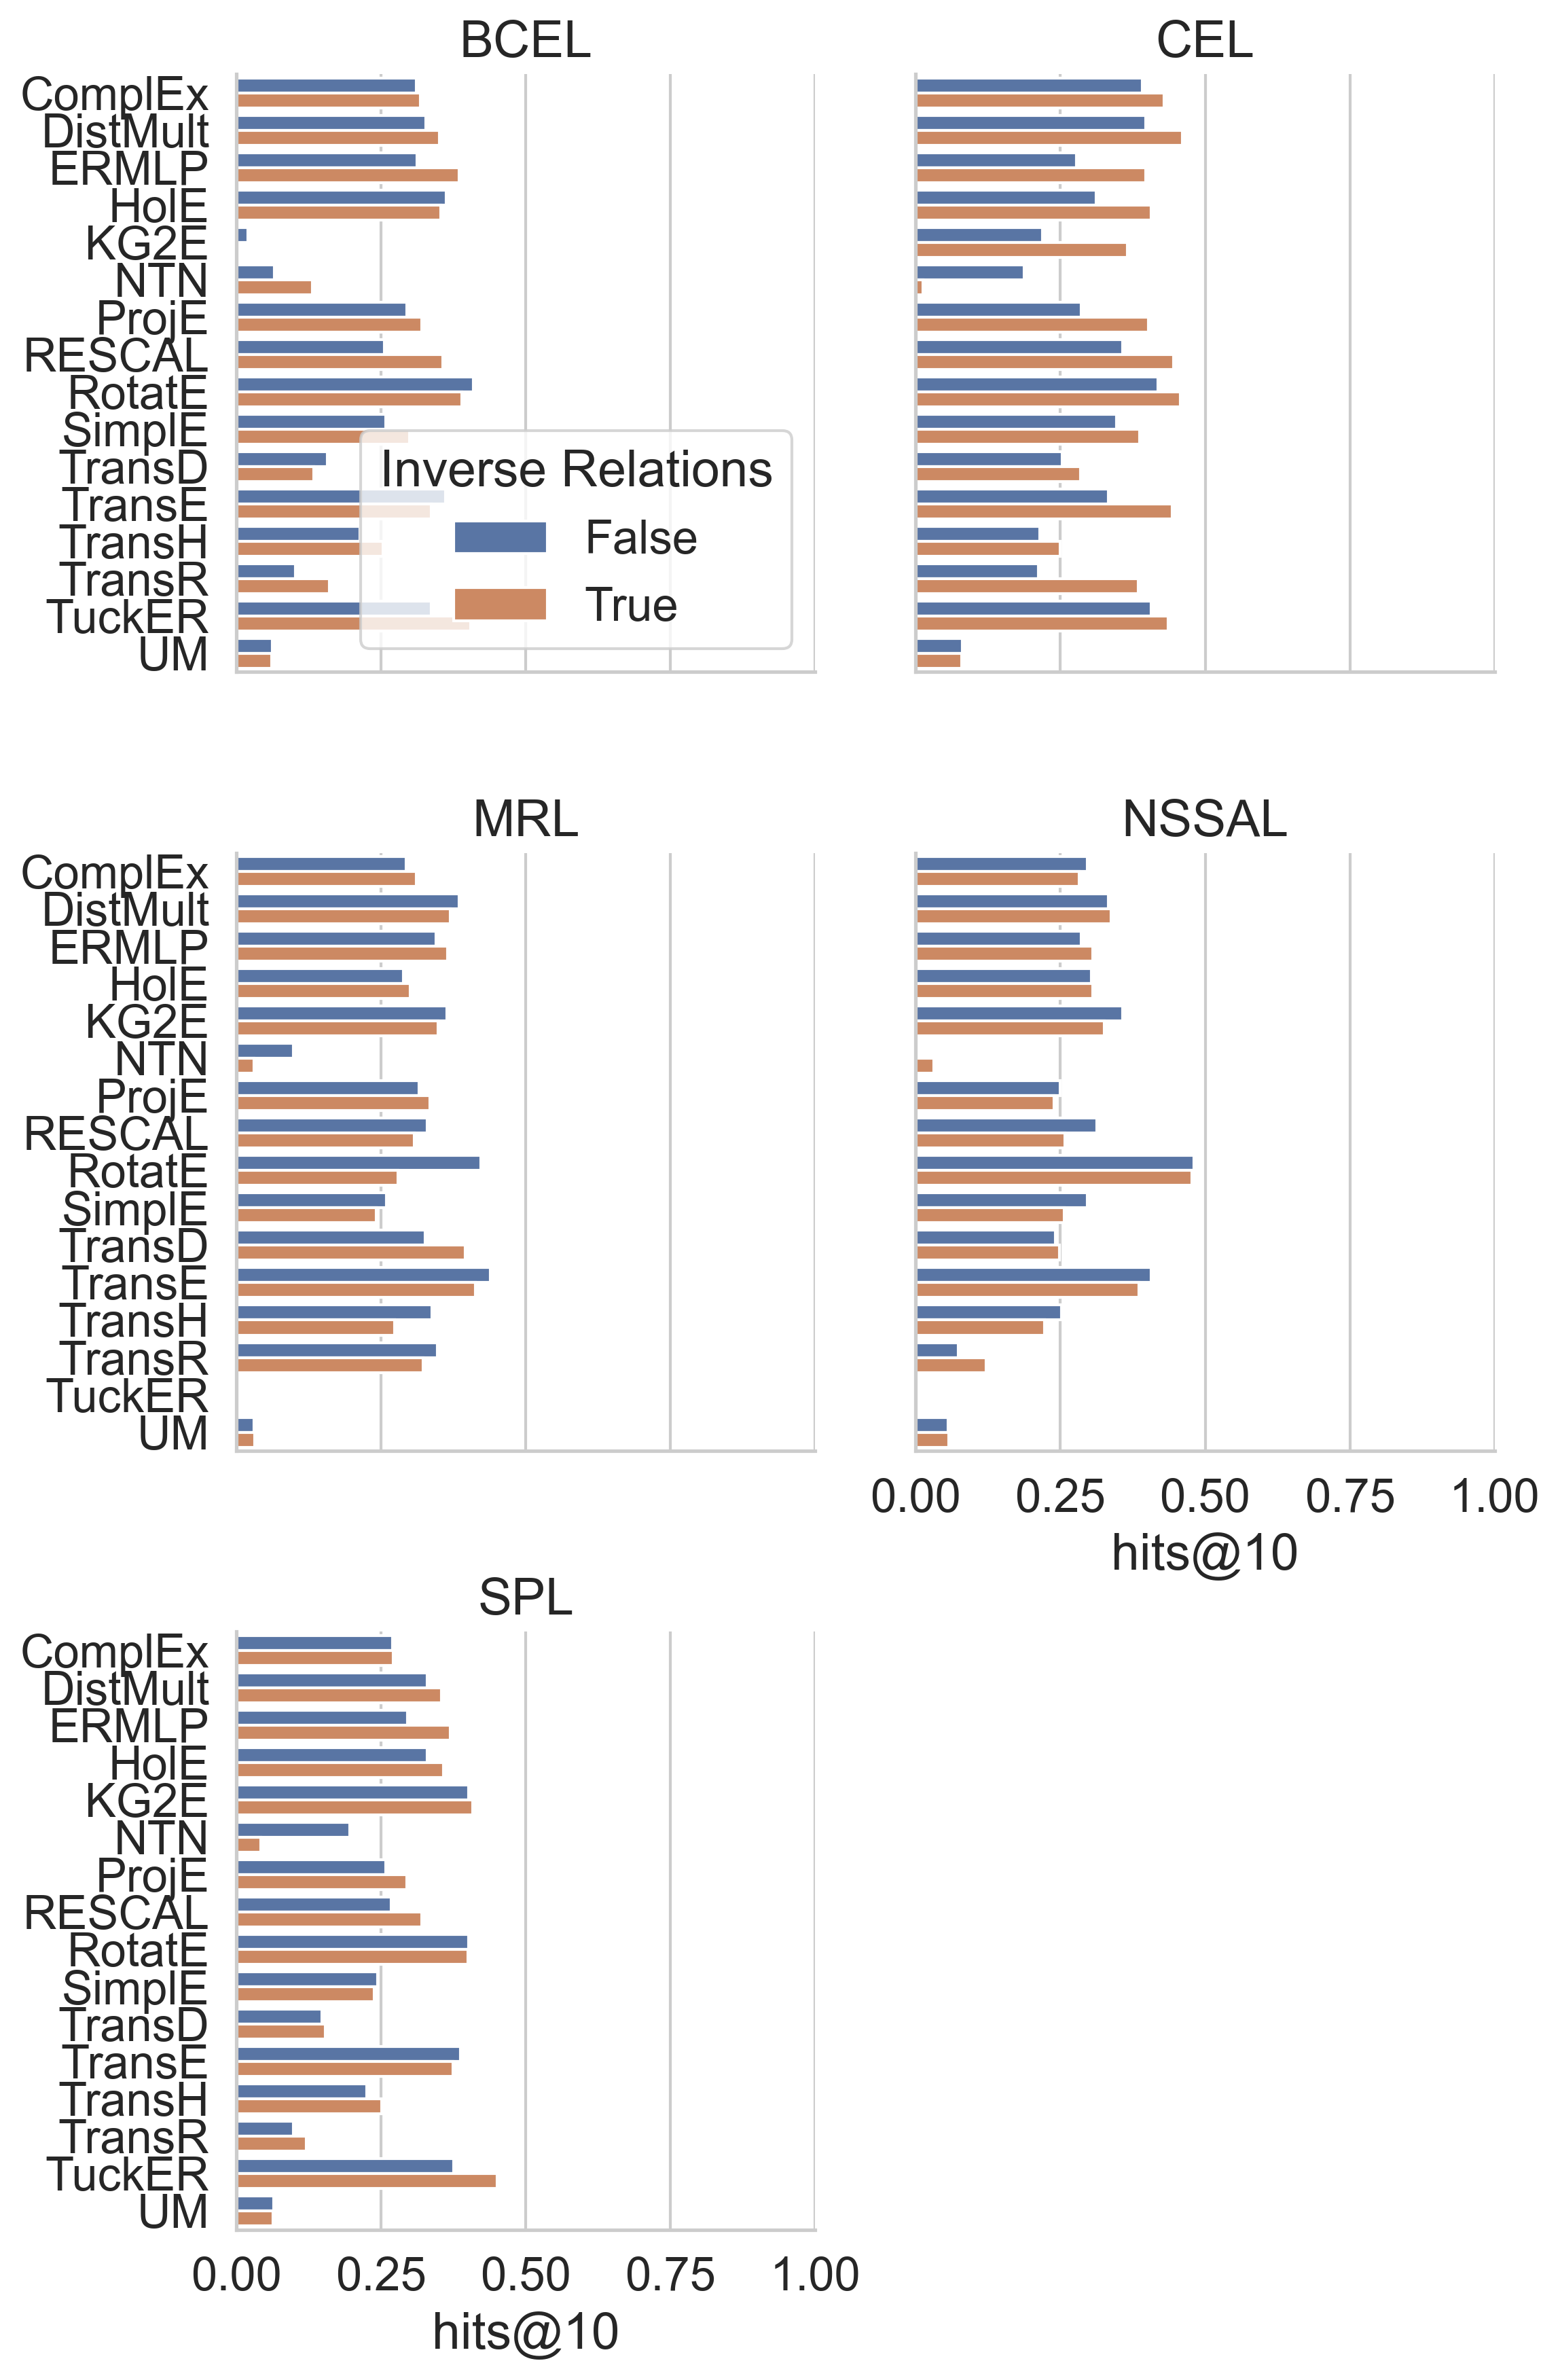 BCEL
ComplEx
DistMult
ERMLP
HolE
KG2E
NTN
ProjE
RESCAL
RotatE
SimplE
TransD
TransE
TransH
TransR
TuckER
UM
Inverse Relations
False
True
CEL
MRL
ComplEx
DistMult
ERMLP
HolE
KG2E
NTN
ProjE
RESCAL
RotatE
SimplE
TransD
TransE
TransH
TransR
TuckER
UM
NSSAL
0.00 0.25 0.50 0.75 1.00
hits@10
SPL
ComplEx
DistMult
ERMLP
HolE
KG2E
NTN
ProjE
RESCAL
RotatE
SimplE
TransD
TransE
TransH
TransR
TuckER
UM
0.00 0.25 0.50 0.75 1.00
hits@10